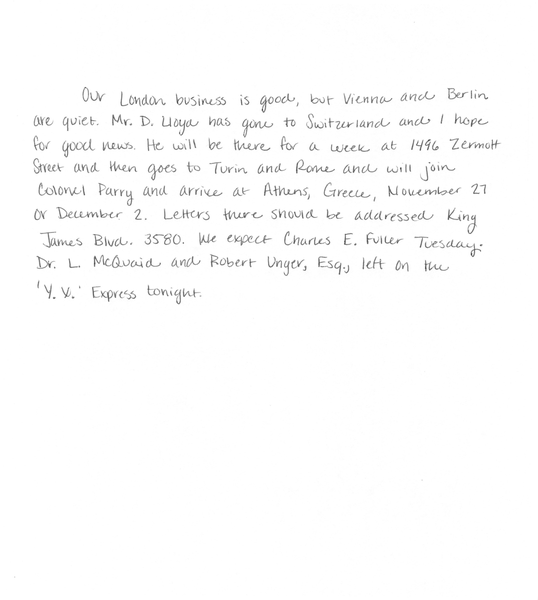 Our London business is good, but Vienna and Berlin
are quiet. Mr. D. Lloyd has gone to Switzerland and I hope
for good news. He will be there for a week at 1496 Zermott
Street and then goes to Turin and Rome and will join
Colonel Parry and arrive at Athens, Greece, November 27
or December 2. Letters there should be addressed King
James Blvd. 3580. We expect Charles E. Fuller Tuesday.
Dr. L. McQuaid and Robert Unger, Esq., left on the
'Y. X.' Express tonight.